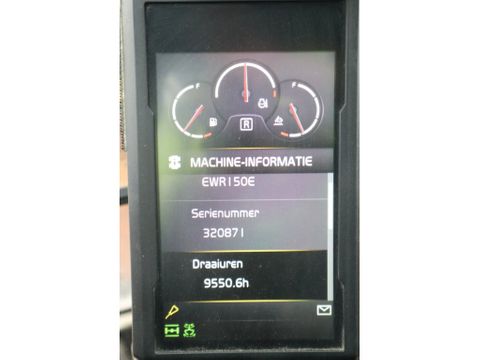 F
F
R
MACHINE-INFORMATIE
EWR150E
Serienummer
320871
Draaiuren
9550.6h